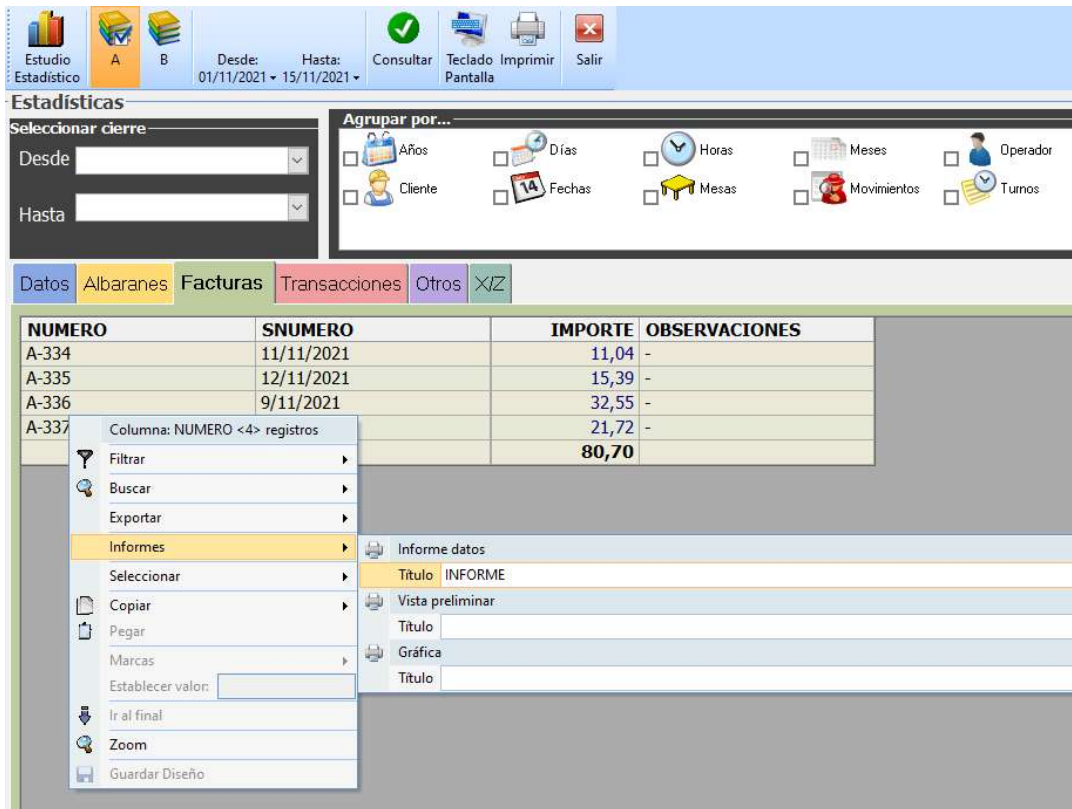 Estudio Estadístico
A
B
Desde: 01/11/2021
Hasta: 15/11/2021
Consultar
Teclado Pantalla
Imprimir
Salir
Estadísticas
Seleccionar cierre
Desde
Hasta
Agrupar por...
Años Días Horas Meses Operador
Cliente 14 Fechas Mesas Movimientos Turnos
Datos Albaranes Facturas Transacciones Otros X/Z
NUMERO SNUMERO IMPORTE OBSERVACIONES
A-334 11/11/2021 11,04 -
A-335 12/11/2021 15,39 -
A-336 9/11/2021 32,55 -
A-337 21,72 -
80,70
Columna: NUMERO <4> registros
Filtrar
Buscar
Exportar
Informes
Seleccionar
Copiar
Pegar
Marcas
Establecer valor:
Ir al final
Zoom
Guardar Diseño
Informe datos
Título INFORME
Vista preliminar
Título
Gráfica
Título